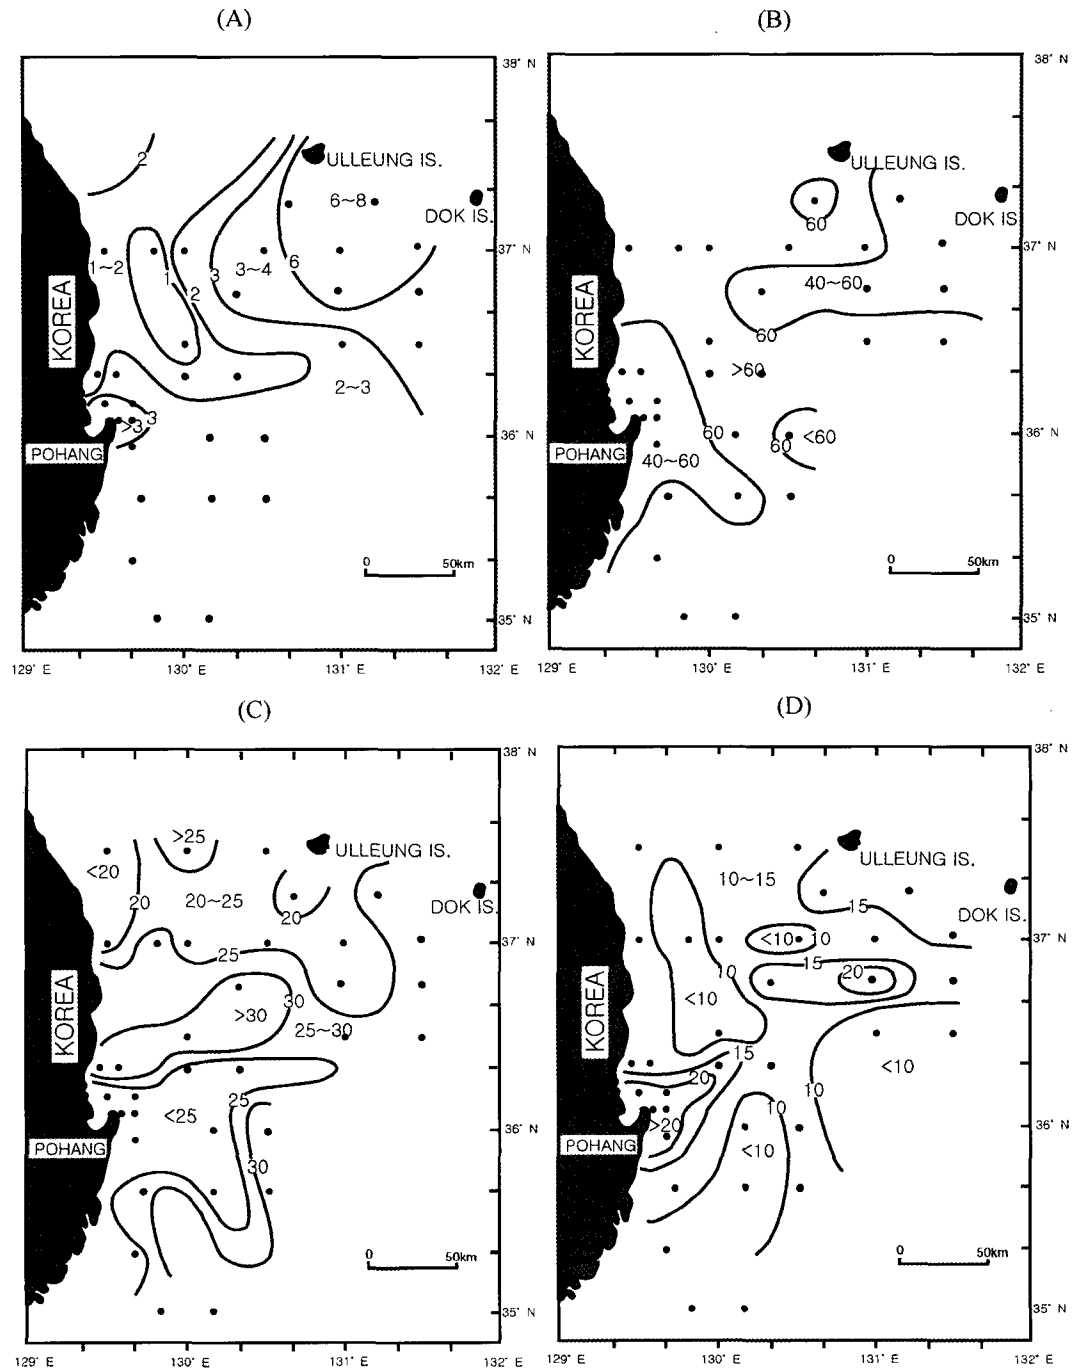 (A)
38° N
2
ULLEUNG IS.
6~8
DOK IS.
37° N
1~2
1
2
3
3~4
6
KOREA
2~3
3
>3
36° N
POHANG
0 50km
35° N
129° E 130° E 131° E 132° E
(B)
38° N
ULLEUNG IS.
60
DOK IS
37° N
40~60
KOREA
60
>60
60
60
<60
36° N
POHANG
40~60
0 50km
35° N
129° E 130° E 131° E 132° E
(C)
38° N
>25
ULLEUNG IS.
<20
20
20~25
20
DOK IS.
37° N
25
KOREA
30
>30
25~30
25
<25
36° N
POHANG
30
0 50km
35° N
129° E 130° E 131° E 132° E
(D)
38° N
ULLEUNG IS.
10~15
15
DOK IS.
37° N
<10
10
15
10
20
KOREA
<10
15
<10
20
10
10
>20
36° N
POHANG
<10
0 50km
35° N
129° E 130° E 131° E 132° E